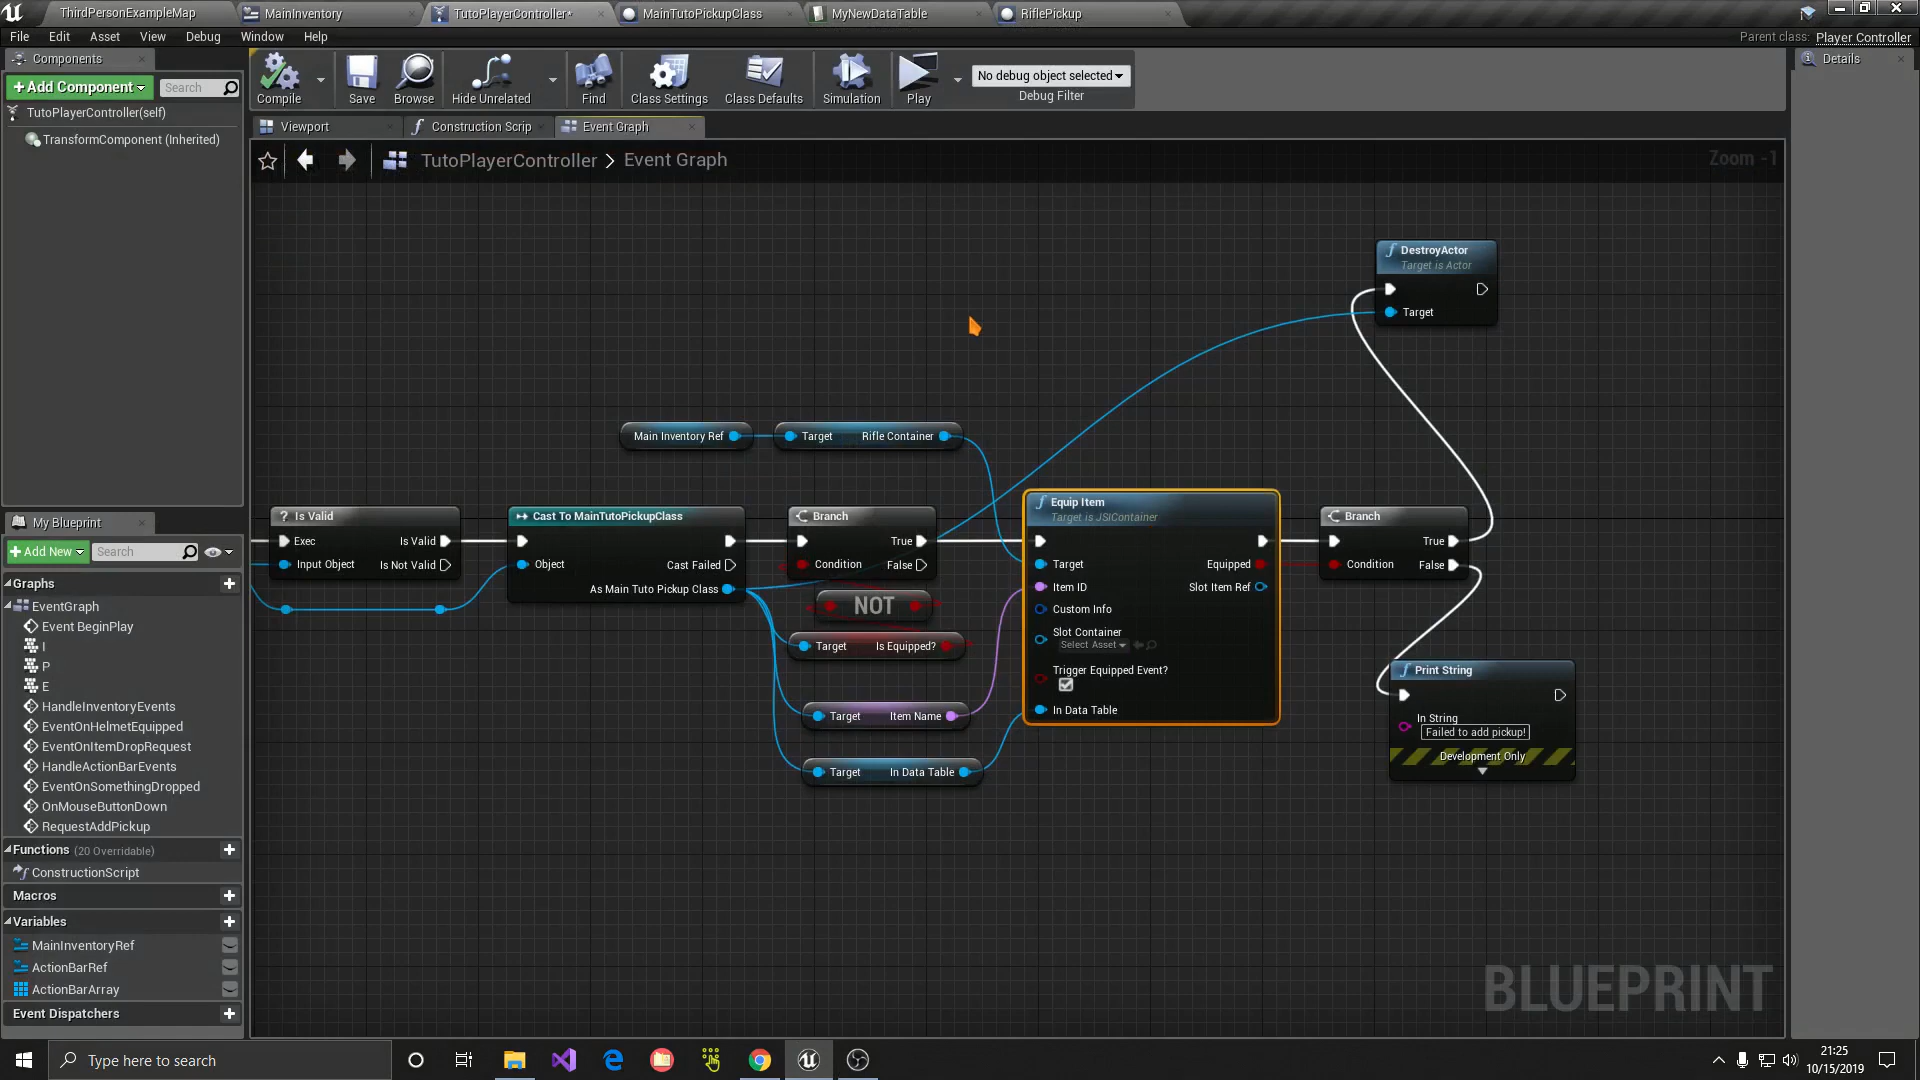 ThirdPersonExampleMap
MainInventory
TutoPlayerController*
MainTutoPickupClass
MyNewDataTable
RiflePickup
File Edit Asset View Debug Window Help
Parent class: Player Controller
Components
Details
+Add Component
Search
Compile
Save
Browse
Hide Unrelated
Find
Class Settings
Class Defaults
Simulation
Play
No debug object selected
Debug Filter
TutoPlayerController(self)
TransformComponent (Inherited)
Viewport
Construction Scrip
Event Graph
TutoPlayerController > Event Graph
Zoom -1
DestroyActor
Target is Actor
Target
Main Inventory Ref
Target Rifle Container
Is Valid
Exec Is Valid
Input Object Is Not Valid
Cast To MainTutoPickupClass
Object Cast Failed
As Main Tuto Pickup Class
Branch
True
Condition False
NOT
Target Is Equipped?
Target Item Name
Target In Data Table
Equip Item
Target is JSIContainer
Target Equipped
Item ID Slot Item Ref
Custom Info
Slot Container
Select Asset
Trigger Equipped Event?
In Data Table
Branch
True
Condition False
Print String
In String
Failed to add pickup!
Development Only
My Blueprint
+Add New
Search
Graphs
EventGraph
Event BeginPlay
I
P
E
HandleInventoryEvents
EventOnHelmetEquipped
EventOnItemDropRequest
HandleActionBarEvents
EventOnSomethingDropped
OnMouseButtonDown
RequestAddPickup
Functions (20 Overridable)
ConstructionScript
Macros
Variables
MainInventoryRef
ActionBarRef
ActionBarArray
Event Dispatchers
BLUEPRINT
Type here to search
21:25
10/15/2019